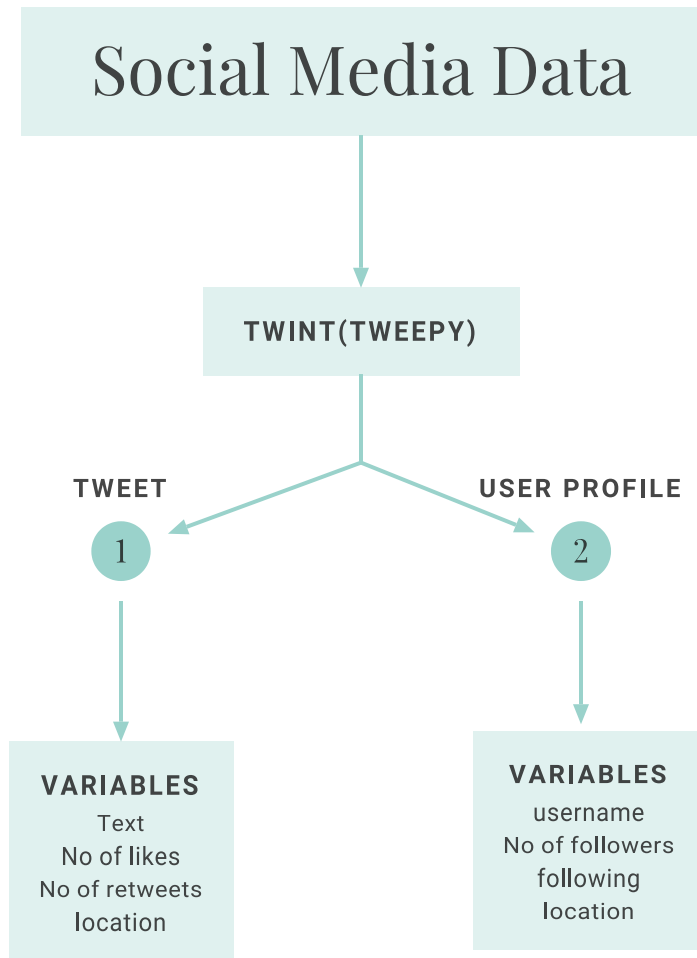 Social Media Data
TWINT(TWEEPY)
TWEET
1
VARIABLES
Text
No of likes
No of retweets
location
USER PROFILE
2
VARIABLES
username
No of followers
following
location